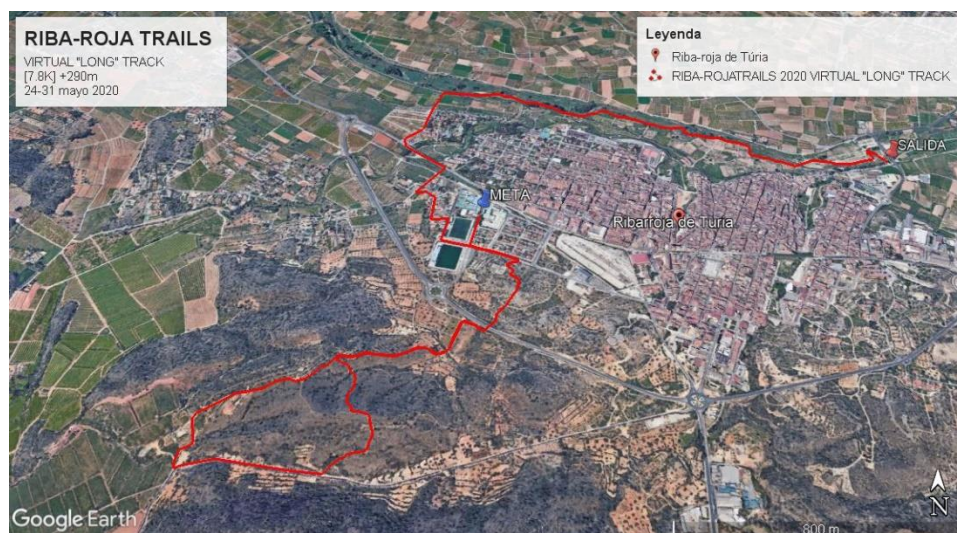 RIBA-ROJA TRAILS
VIRTUAL "LONG" TRACK
[7.8K] +290m
24-31 mayo 2020
Leyenda
Riba-roja de Túria
RIBA-ROJATRAILS 2020 VIRTUAL "LONG" TRACK
SALIDA
META
Ribarroja de Turia
N
Google Earth
800 m